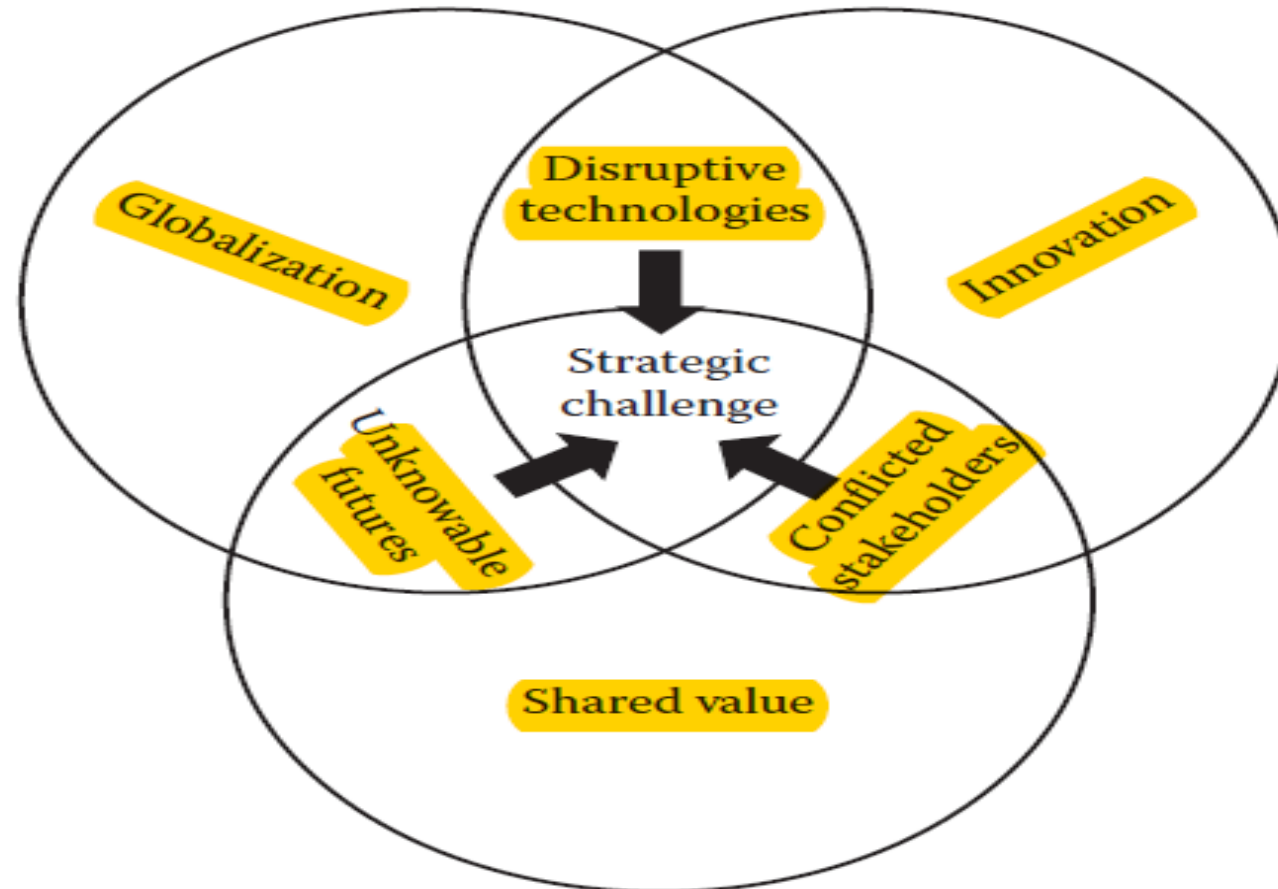 Disruptive
technologies
Globalization
Innovation
Strategic
challenge
Unknowable
futures
Conflicted
stakeholders
Shared value